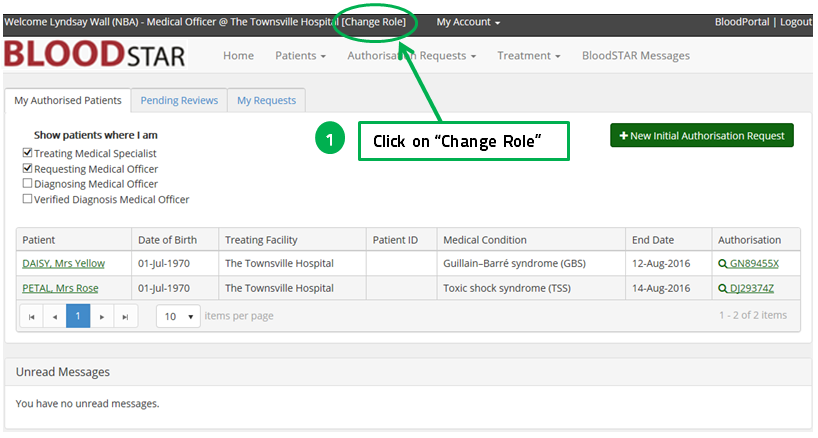 Welcome Lyndsay Wall (NBA) - Medical Officer @ The Townsville Hospital [Change Role] My Account BloodPortal | Logout
BLOODSTAR Home Patients Authorisation Requests Treatment BloodSTAR Messages
My Authorised Patients Pending Reviews My Requests
Show patients where I am
Treating Medical Specialist
Requesting Medical Officer
Diagnosing Medical Officer
Verified Diagnosis Medical Officer
1 Click on “Change Role”
+ New Initial Authorisation Request
Patient Date of Birth Treating Facility Patient ID Medical Condition End Date Authorisation
DAISY, Mrs Yellow 01-Jul-1970 The Townsville Hospital Guillain–Barré syndrome (GBS) 12-Aug-2016 GN89455X
PETAL, Mrs Rose 01-Jul-1970 The Townsville Hospital Toxic shock syndrome (TSS) 14-Aug-2016 DJ29374Z
1 10 items per page 1 - 2 of 2 items
Unread Messages
You have no unread messages.